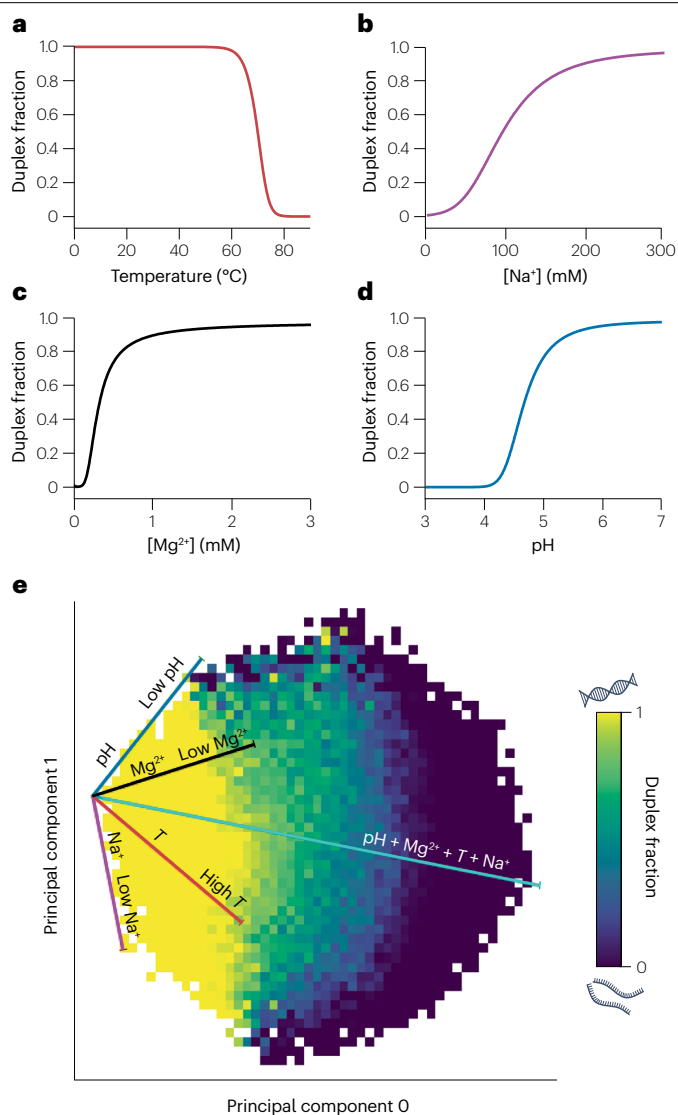 a
1.0
0.8
0.6
0.4
0.2
0
Duplex fraction
0 20 40 60 80
Temperature (°C)
b
1.0
0.8
0.6
0.4
0.2
0
Duplex fraction
0 100 200 300
[Na⁺] (mM)
c
1.0
0.8
0.6
0.4
0.2
0
Duplex fraction
0 1 2 3
[Mg²⁺] (mM)
d
1.0
0.8
0.6
0.4
0.2
0
Duplex fraction
3 4 5 6 7
pH
e
Principal component 1
pH Low pH
Mg²⁺ Low Mg²⁺
T High T
Na⁺ Low Na⁺
pH + Mg²⁺ + T + Na⁺
1
Duplex fraction
0
Principal component 0